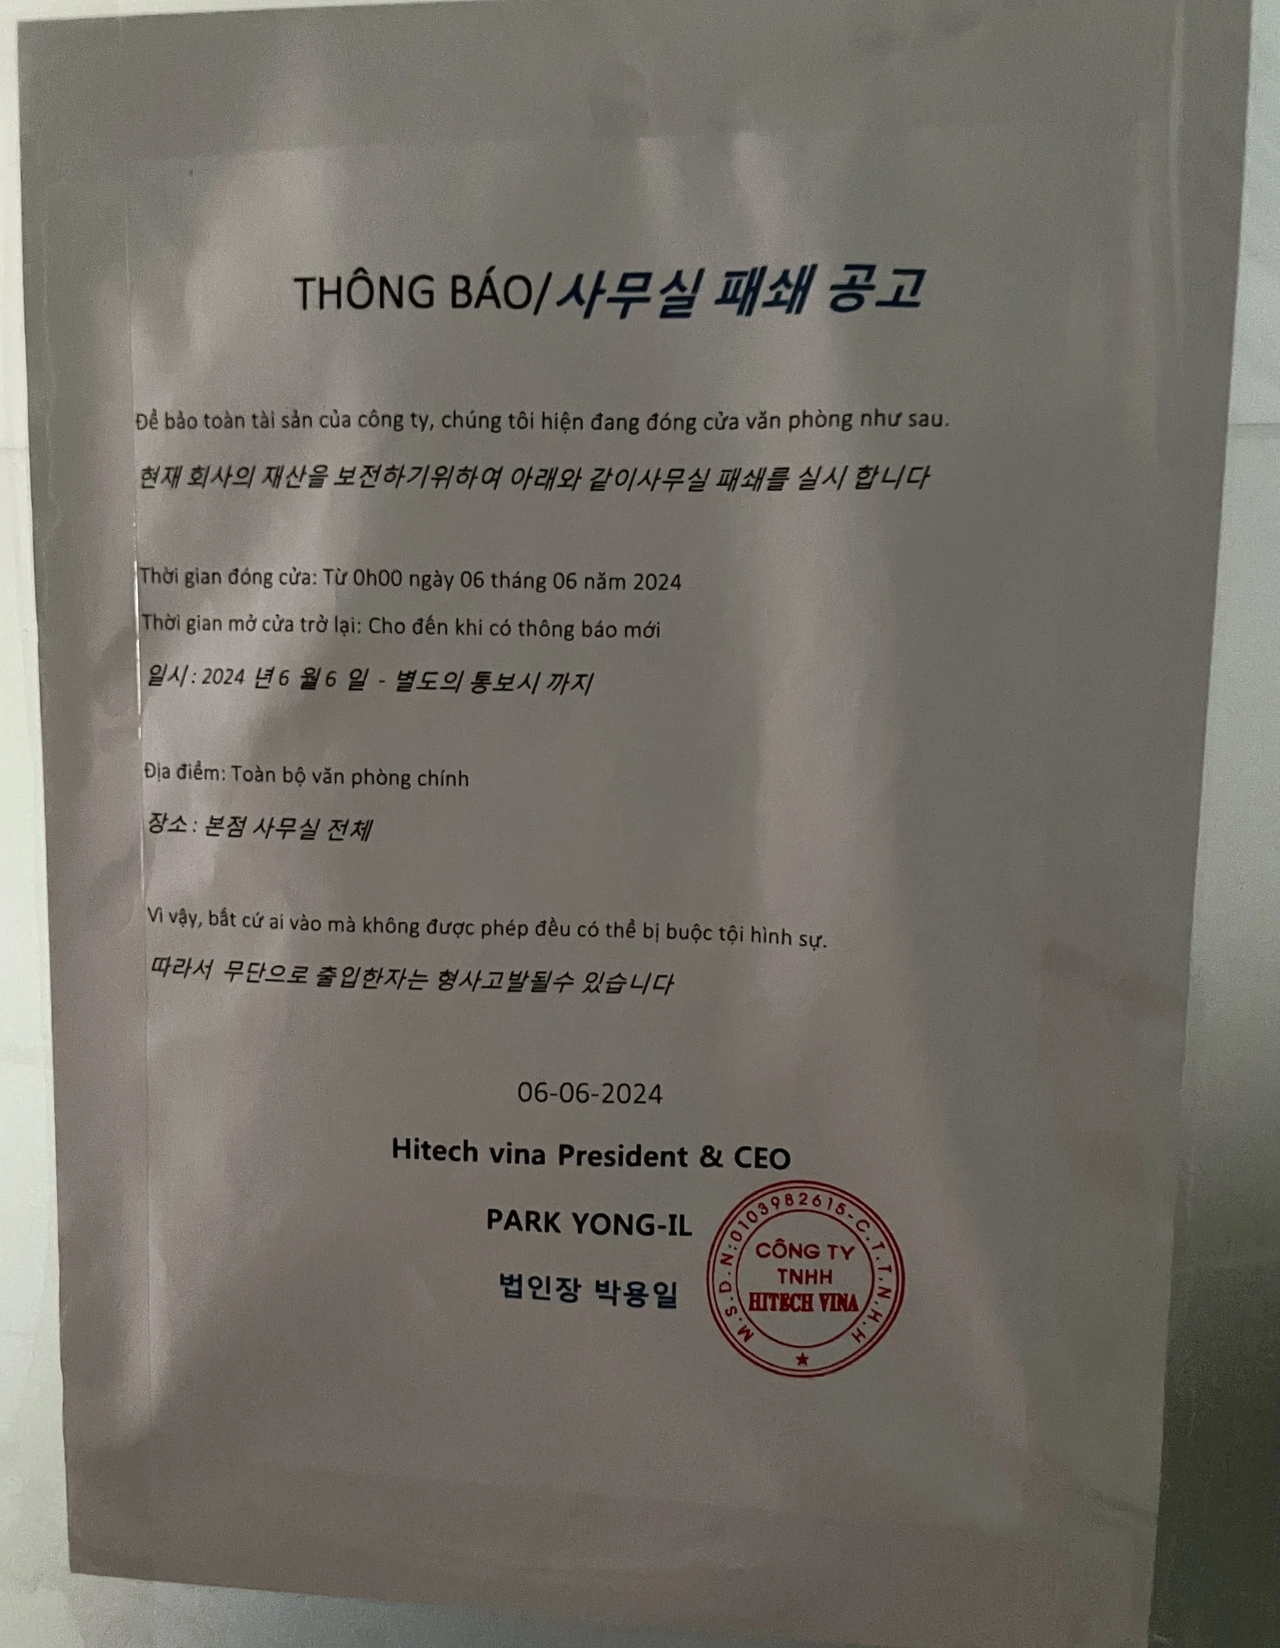 THÔNG BÁO/사무실 패쇄 공고
Để bảo toàn tài sản của công ty, chúng tôi hiện đang đóng cửa văn phòng như sau.
현재 회사의 재산을 보전하기위하여 아래와 같이사무실 패쇄를 실시 합니다
Thời gian đóng cửa: Từ 0h00 ngày 06 tháng 06 năm 2024
Thời gian mở cửa trở lại: Cho đến khi có thông báo mới
일시 : 2024 년 6 월 6 일 - 별도의 통보시 까지
Địa điểm: Toàn bộ văn phòng chính
장소 : 본점 사무실 전체
Vì vậy, bất cứ ai vào mà không được phép đều có thể bị buộc tội hình sự.
따라서 무단으로 출입한자는 형사고발될수 있습니다
06-06-2024
Hitech vina President & CEO
PARK YONG-IL
법인장 박용일
M.S.D.N:0103982615-C.T.T.N.H.H
CÔNG TY
TNHH
HITECH VINA